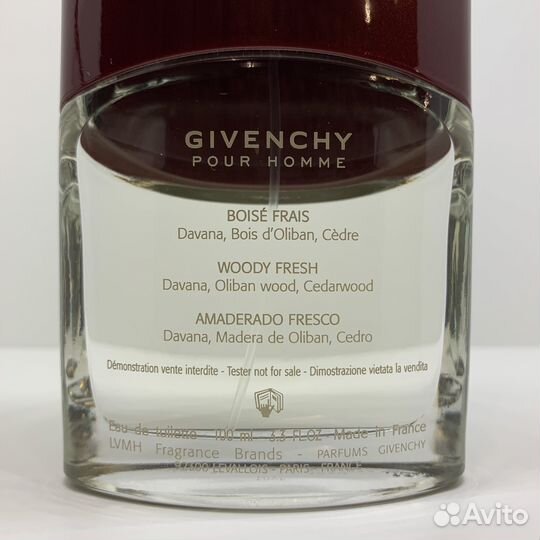 GIVENCHY
POUR HOMME
BOISÉ FRAIS
Davana, Bois d'Oliban, Cèdre
WOODY FRESH
Davana, Oliban wood, Cedarwood
AMADERADO FRESCO
Davana, Madera de Oliban, Cedro
Démonstration vente interdite - Tester not for sale - Dimostrazione vietata la vendita
Eau de toilette 100 ml - 3.3 FL.OZ - Made in France
LVMH Fragrance Brands - PARFUMS GIVENCHY
LEVALLOIS - PARIS - FRANCE
Avito